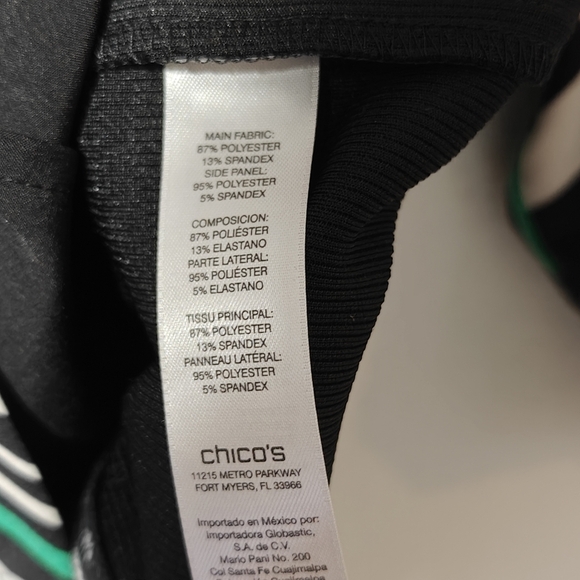 MAIN FABRIC:
87% POLYESTER
13% SPANDEX
SIDE PANEL:
95% POLYESTER
5% SPANDEX
COMPOSICION:
87% POLIÉSTER
13% ELASTANO
PARTE LATERAL:
95% POLIÉSTER
5% ELASTANO
TISSU PRINCIPAL:
87% POLYESTER
13% SPANDEX
PANNEAU LATÉRAL:
95% POLYESTER
5% SPANDEX
chico's
11215 METRO PARKWAY
FORT MYERS, FL 33966
Importado en México por:
Importadora Globastic,
S.A. de C.V.
Mario Pani No. 200
Col Santa Fe Cuajimalpa
Cuajimalpa